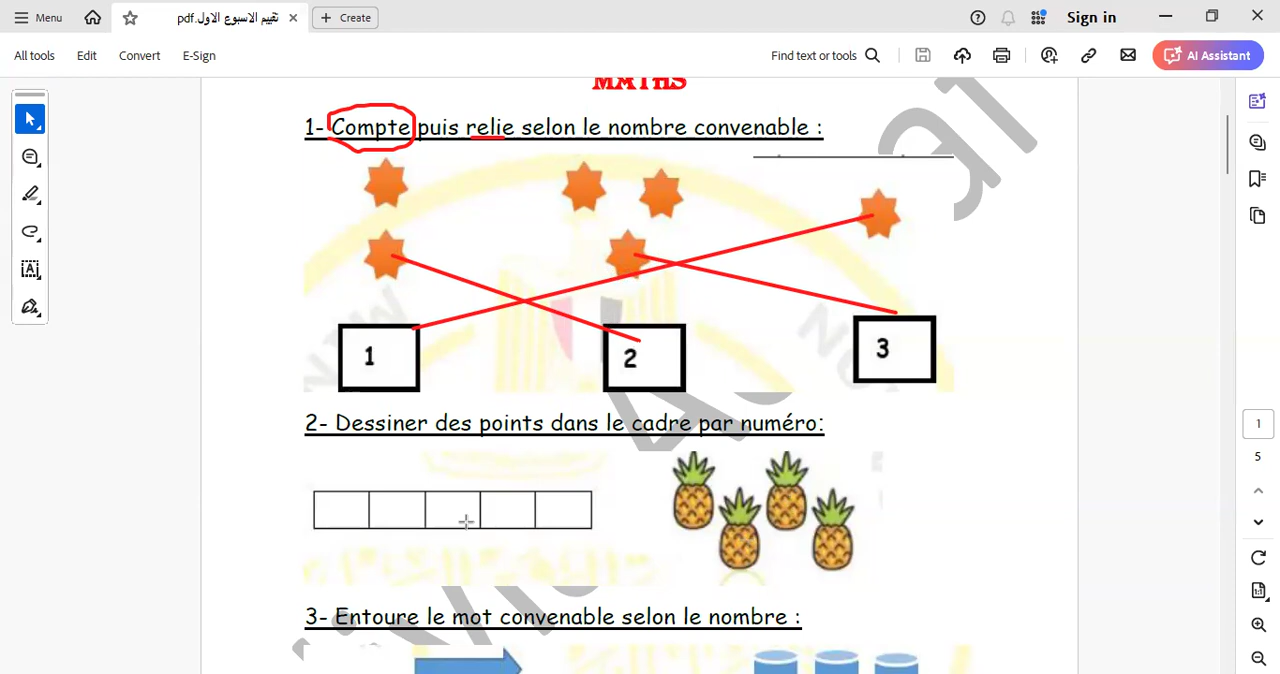 Menu
تقييم الاسبوع الاول.pdf
Create
Sign in
All tools
Edit
Convert
E-Sign
Find text or tools
AI Assistant
MATHS
1- Compte puis relie selon le nombre convenable :
1
2
3
2- Dessiner des points dans le cadre par numéro:
3- Entoure le mot convenable selon le nombre :
1
5